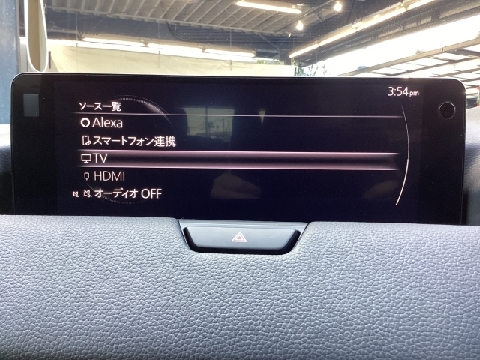 ソース一覧
3:54pm
Alexa
スマートフォン連携
TV
HDMI
オーディオ OFF